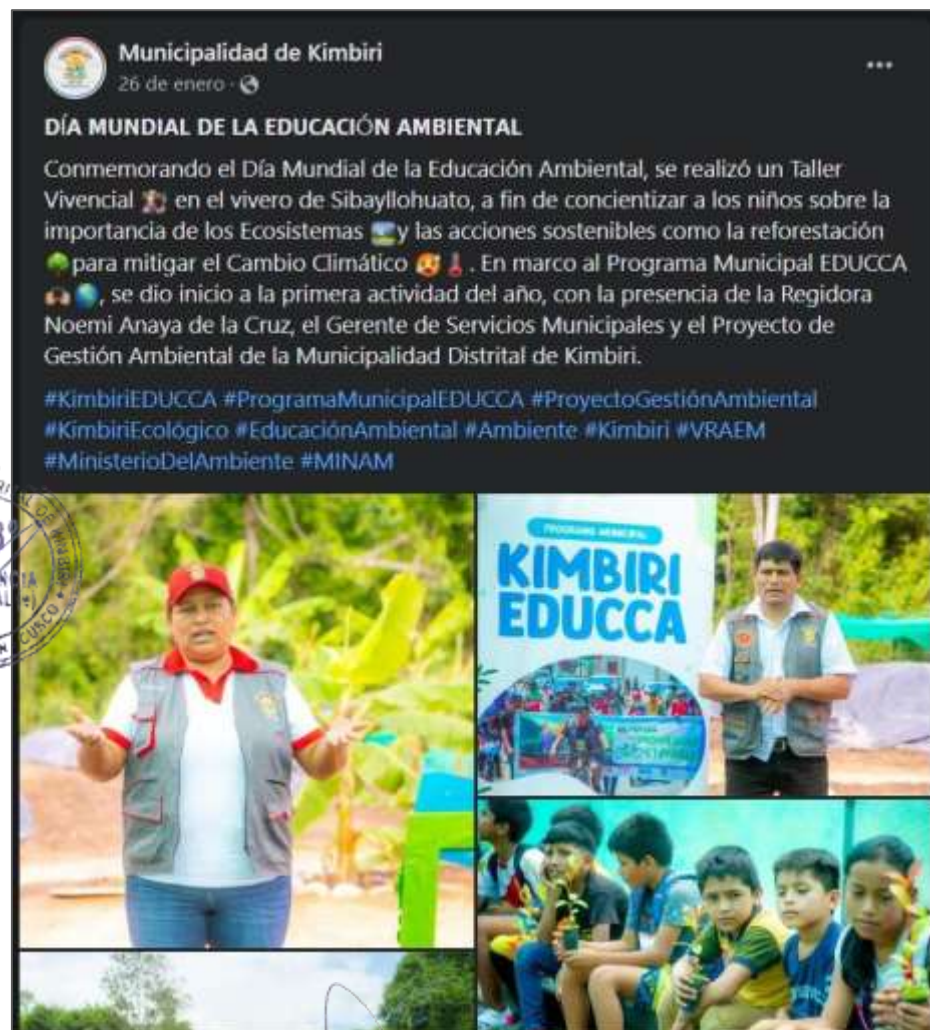 Municipalidad de Kimbiri
26 de enero ·
DÍA MUNDIAL DE LA EDUCACIÓN AMBIENTAL
Conmemorando el Día Mundial de la Educación Ambiental, se realizó un Taller
Vivencial en el vivero de Sibayllohuato, a fin de concientizar a los niños sobre la
importancia de los Ecosistemas y las acciones sostenibles como la reforestación
para mitigar el Cambio Climático . En marco al Programa Municipal EDUCCA
, se dio inicio a la primera actividad del año, con la presencia de la Regidora
Noemi Anaya de la Cruz, el Gerente de Servicios Municipales y el Proyecto de
Gestión Ambiental de la Municipalidad Distrital de Kimbiri.
#KimbiriEDUCCA #ProgramaMunicipalEDUCCA #ProyectoGestiónAmbiental
#KimbiriEcológico #EducaciónAmbiental #Ambiente #Kimbiri #VRAEM
#MinisterioDelAmbiente #MINAM
PROGRAMA MUNICIPAL
KIMBIRI
EDUCCA
CUSCO